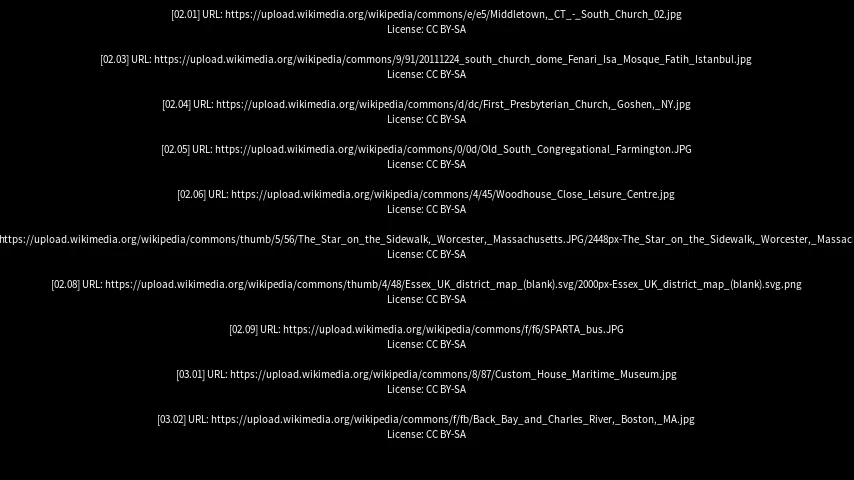 [02.01] URL: https://upload.wikimedia.org/wikipedia/commons/e/e5/Middletown,_CT_-_South_Church_02.jpg
License: CC BY-SA
[02.03] URL: https://upload.wikimedia.org/wikipedia/commons/9/91/20111224_south_church_dome_Fenari_Isa_Mosque_Fatih_Istanbul.jpg
License: CC BY-SA
[02.04] URL: https://upload.wikimedia.org/wikipedia/commons/d/dc/First_Presbyterian_Church,_Goshen,_NY.jpg
License: CC BY-SA
[02.05] URL: https://upload.wikimedia.org/wikipedia/commons/0/0d/Old_South_Congregational_Farmington.JPG
License: CC BY-SA
[02.06] URL: https://upload.wikimedia.org/wikipedia/commons/4/45/Woodhouse_Close_Leisure_Centre.jpg
License: CC BY-SA
https://upload.wikimedia.org/wikipedia/commons/thumb/5/56/The_Star_on_the_Sidewalk,_Worcester,_Massachusetts.JPG/2448px-The_Star_on_the_Sidewalk,_Worcester,_Massac
License: CC BY-SA
[02.08] URL: https://upload.wikimedia.org/wikipedia/commons/thumb/4/48/Essex_UK_district_map_(blank).svg/2000px-Essex_UK_district_map_(blank).svg.png
License: CC BY-SA
[02.09] URL: https://upload.wikimedia.org/wikipedia/commons/f/f6/SPARTA_bus.JPG
License: CC BY-SA
[03.01] URL: https://upload.wikimedia.org/wikipedia/commons/8/87/Custom_House_Maritime_Museum.jpg
License: CC BY-SA
[03.02] URL: https://upload.wikimedia.org/wikipedia/commons/f/fb/Back_Bay_and_Charles_River,_Boston,_MA.jpg
License: CC BY-SA